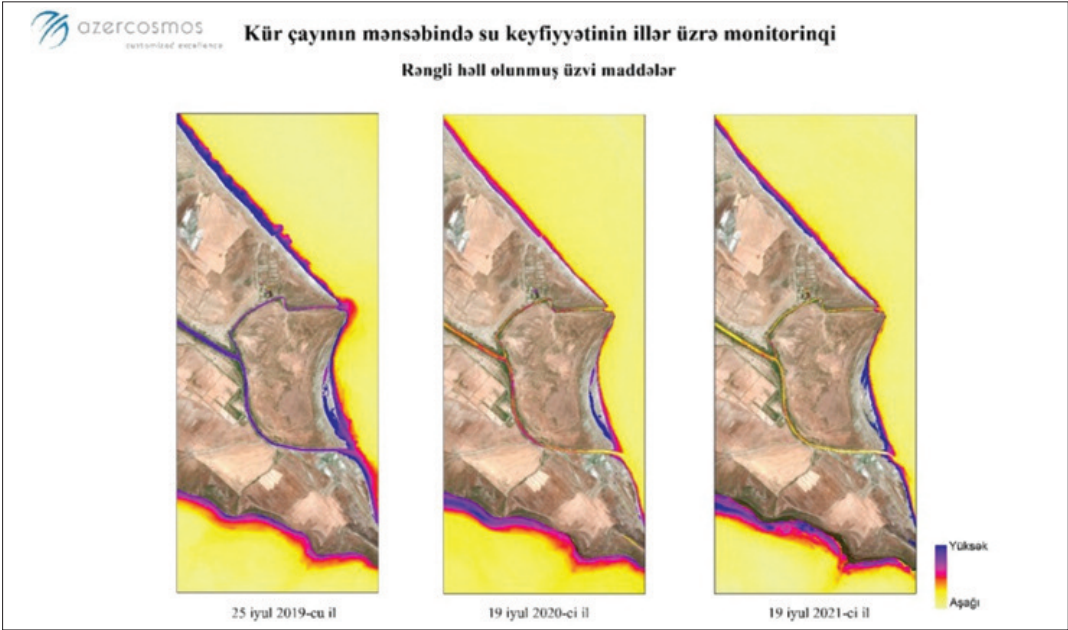 azercosmos
customized excellence
Kür çayının mənsəbində su keyfiyyətinin illər üzrə monitorinqi
Rəngli həll olunmuş üzvi maddələr
Yüksək
Aşağı
25 iyul 2019-cu il
19 iyul 2020-ci il
19 iyul 2021-ci il